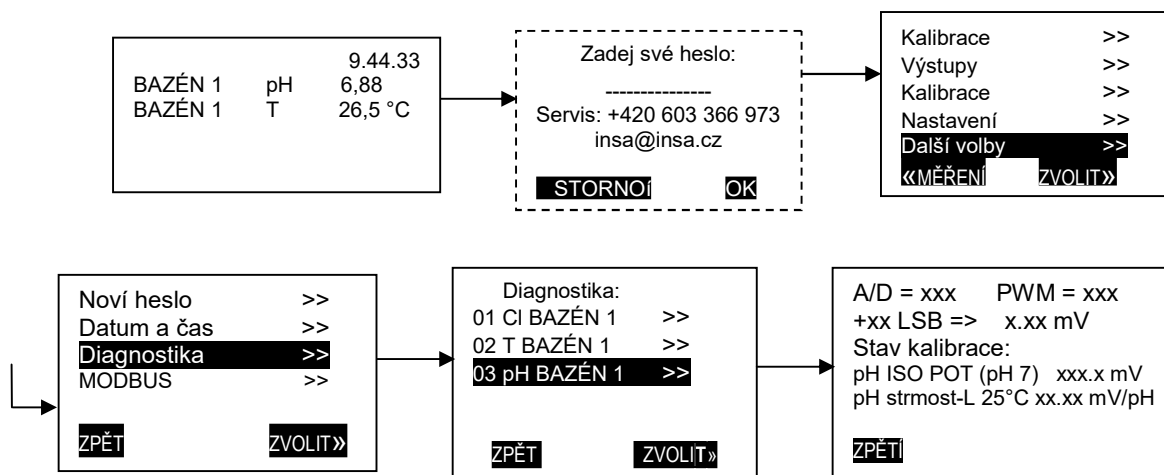 9.44.33
BAZÉN 1 pH 6,88
BAZÉN 1 T 26,5 °C
Zadej své heslo:
---------------
Servis: +420 603 366 973
insa@insa.cz
STORNOí OK
Kalibrace >>
Výstupy >>
Kalibrace >>
Nastavení >>
Další volby >>
«MĚŘENÍ ZVOLIT»
Noví heslo >>
Datum a čas >>
Diagnostika >>
MODBUS >>
ZPĚT ZVOLIT»
Diagnostika:
01 Cl BAZÉN 1 >>
02 T BAZÉN 1 >>
03 pH BAZÉN 1 >>
ZPĚT ZVOLIT»
A/D = xxx PWM = xxx
+xx LSB => x.xx mV
Stav kalibrace:
pH ISO POT (pH 7) xxx.x mV
pH strmost-L 25°C xx.xx mV/pH
ZPĚTÍ